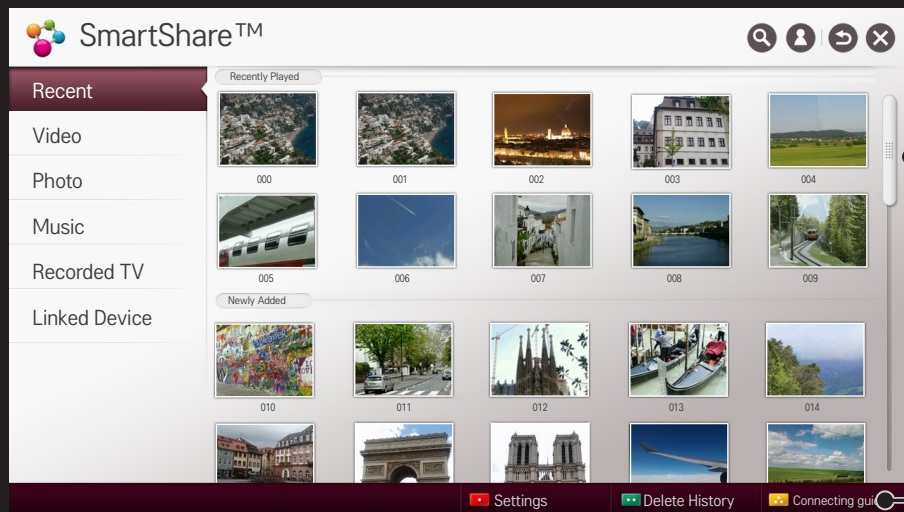 SmartShare™
Recent
Video
Photo
Music
Recorded TV
Linked Device
Recently Played
000 001 002 003 004
005 006 007 008 009
Newly Added
010 011 012 013 014
Settings Delete History Connecting